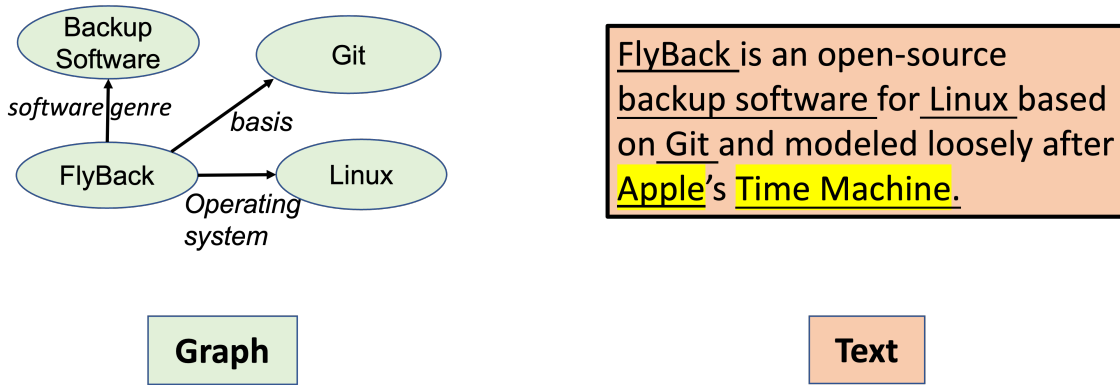 Backup
Software
Git
software genre
basis
FlyBack
Linux
Operating
system
Graph
FlyBack is an open-source
backup software for Linux based
on Git and modeled loosely after
Apple's Time Machine.
Text